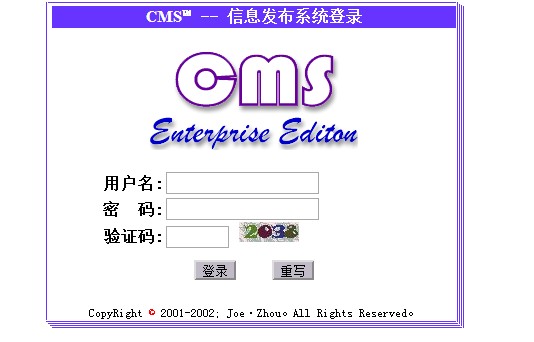 CMS™ -- 信息发布系统登录
CMS
Enterprise Editon
用户名:
密 码:
验证码: 2038
登录 重写
CopyRight © 2001-2002; Joe·Zhou。All Rights Reserved。